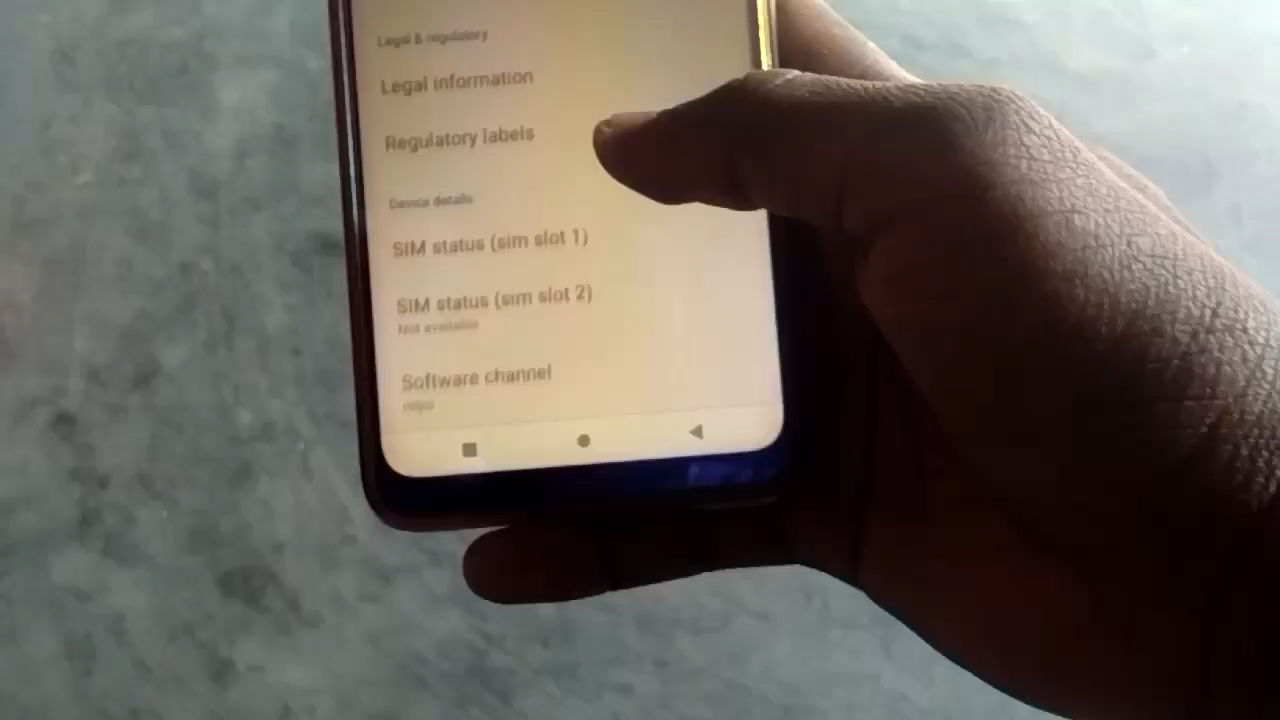 Legal & regulatory
Legal information
Regulatory labels
Device details
SIM status (sim slot 1)
SIM status (sim slot 2)
Not available
Software channel